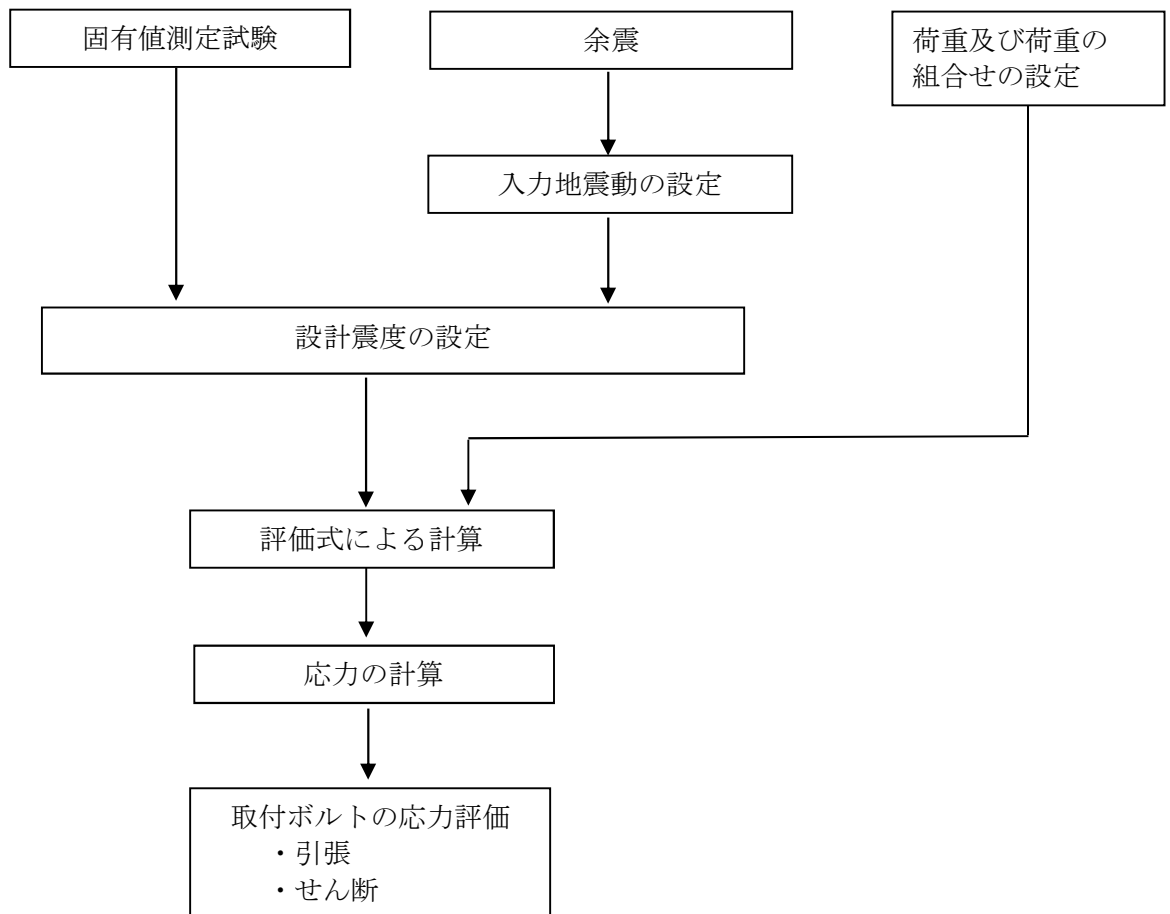 固有値測定試験
余震
荷重及び荷重の
組合せの設定
入力地震動の設定
設計震度の設定
評価式による計算
応力の計算
取付ボルトの応力評価
・引張
・せん断